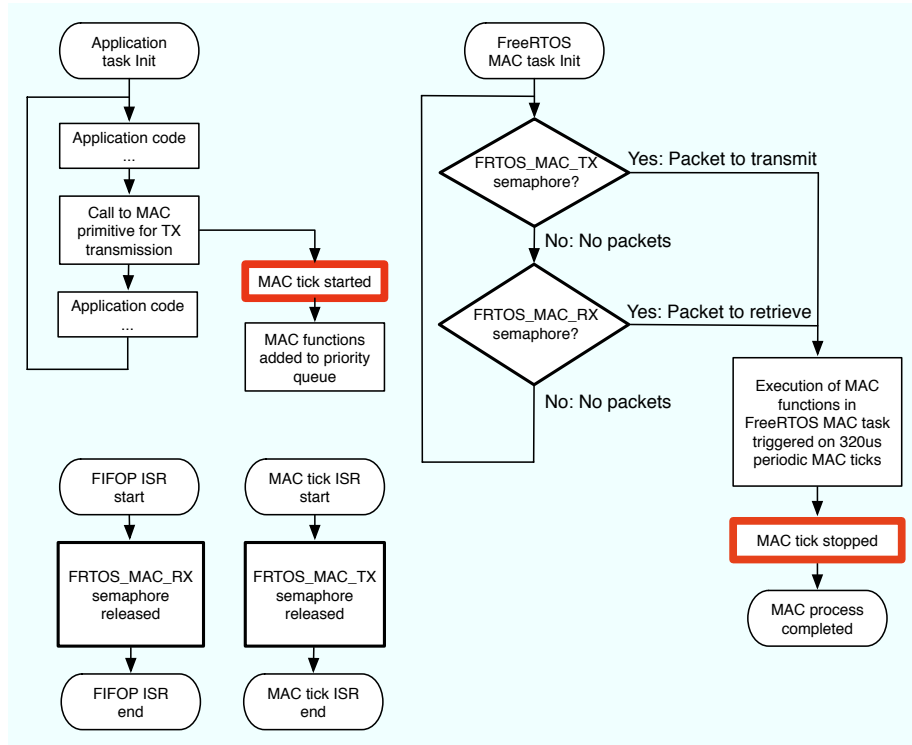 Application
task Init
Application code
...
Call to MAC
primitive for TX
transmission
Application code
...
MAC tick started
MAC functions
added to priority
queue
FreeRTOS
MAC task Init
FRTOS_MAC_TX
semaphore?
Yes: Packet to transmit
No: No packets
FRTOS_MAC_RX
semaphore?
Yes: Packet to retrieve
No: No packets
Execution of MAC
functions in
FreeRTOS MAC task
triggered on 320us
periodic MAC ticks
MAC tick stopped
MAC process
completed
FIFOP ISR
start
FRTOS_MAC_RX
semaphore
released
FIFOP ISR
end
MAC tick ISR
start
FRTOS_MAC_TX
semaphore
released
MAC tick ISR
end